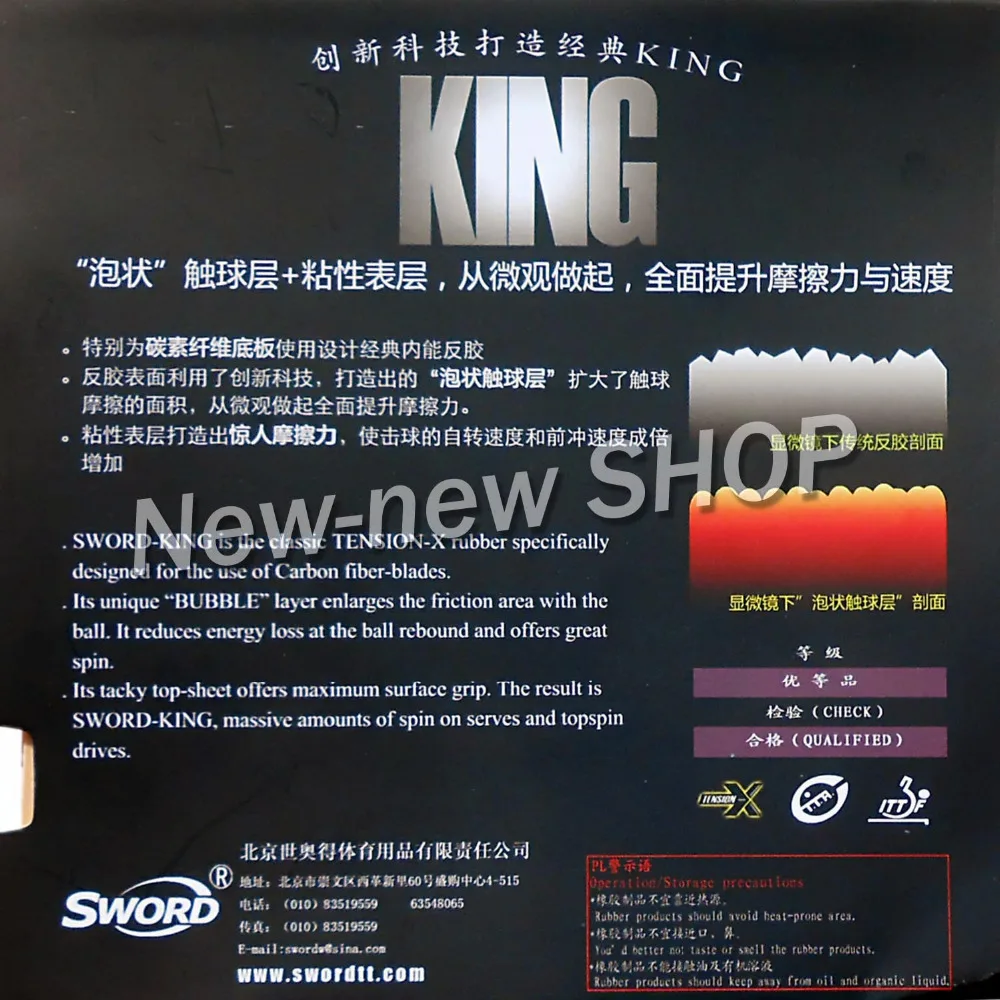 创新科技打造经典KING
KING
“泡状”触球层+粘性表层，从微观做起，全面提升摩擦力与速度
。特别为碳素纤维底板使用设计经典内能反胶
。反胶表面利用了创新科技，打造出的“泡状触球层”扩大了触球
摩擦的面积，从微观做起全面提升摩擦力。
。粘性表层打造出惊人摩擦力，使击球的自转速度和前冲速度成倍
增加
显微镜下传统反胶剖面
New-new SHOP
. SWORD-KING is the classic TENSION-X rubber specifically
designed for the use of Carbon fiber-blades.
. Its unique “BUBBLE” layer enlarges the friction area with the
ball. It reduces energy loss at the ball rebound and offers great
spin.
. Its tacky top-sheet offers maximum surface grip. The result is
SWORD-KING, massive amounts of spin on serves and topspin
drives.
显微镜下”泡状触球层”剖面
等级
优等品
检验(CHECK)
合格(QUALIFIED)
TENSION-X
ITTF
SWORD®
北京世奥得体育用品有限责任公司
地址：北京市崇文区西革新里60号盛购中心4-515
电话：(010) 83519559 63548065
传真：(010) 83519559
E-mail:swordw@sina.com
www.swordtt.com
PL警示语
Operation/Storage precautions
•橡胶制品不宜靠近热源。
Rubber products should avoid heat-prone area.
•橡胶制品不宜接近口、鼻。
You'd better not taste or smell the rubber products.
•橡胶制品不能接触油及有机溶液
Rubber products should keep away from oil and organic liquid.